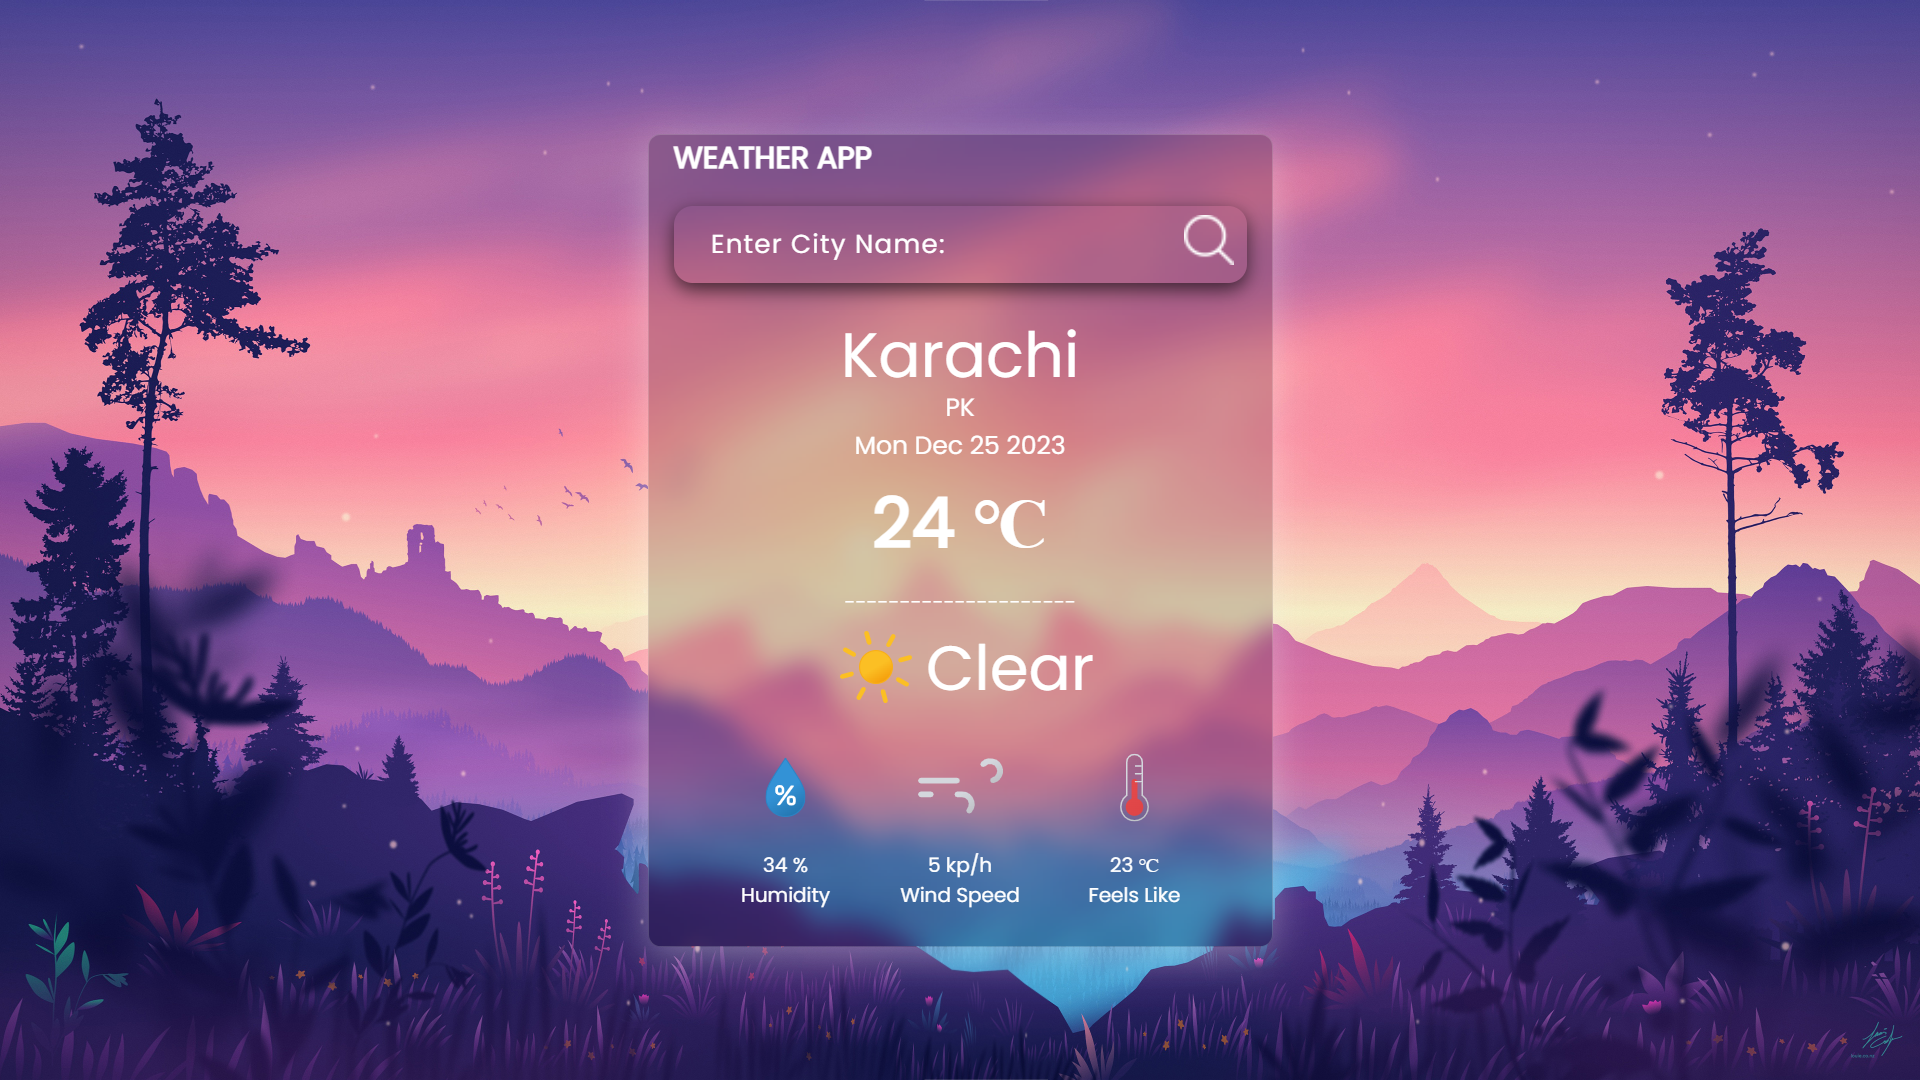 WEATHER APP
Enter City Name:
Karachi
PK
Mon Dec 25 2023
24 ℃
--------------------
Clear
%
34 %
Humidity
5 kp/h
Wind Speed
23 ℃
Feels Like